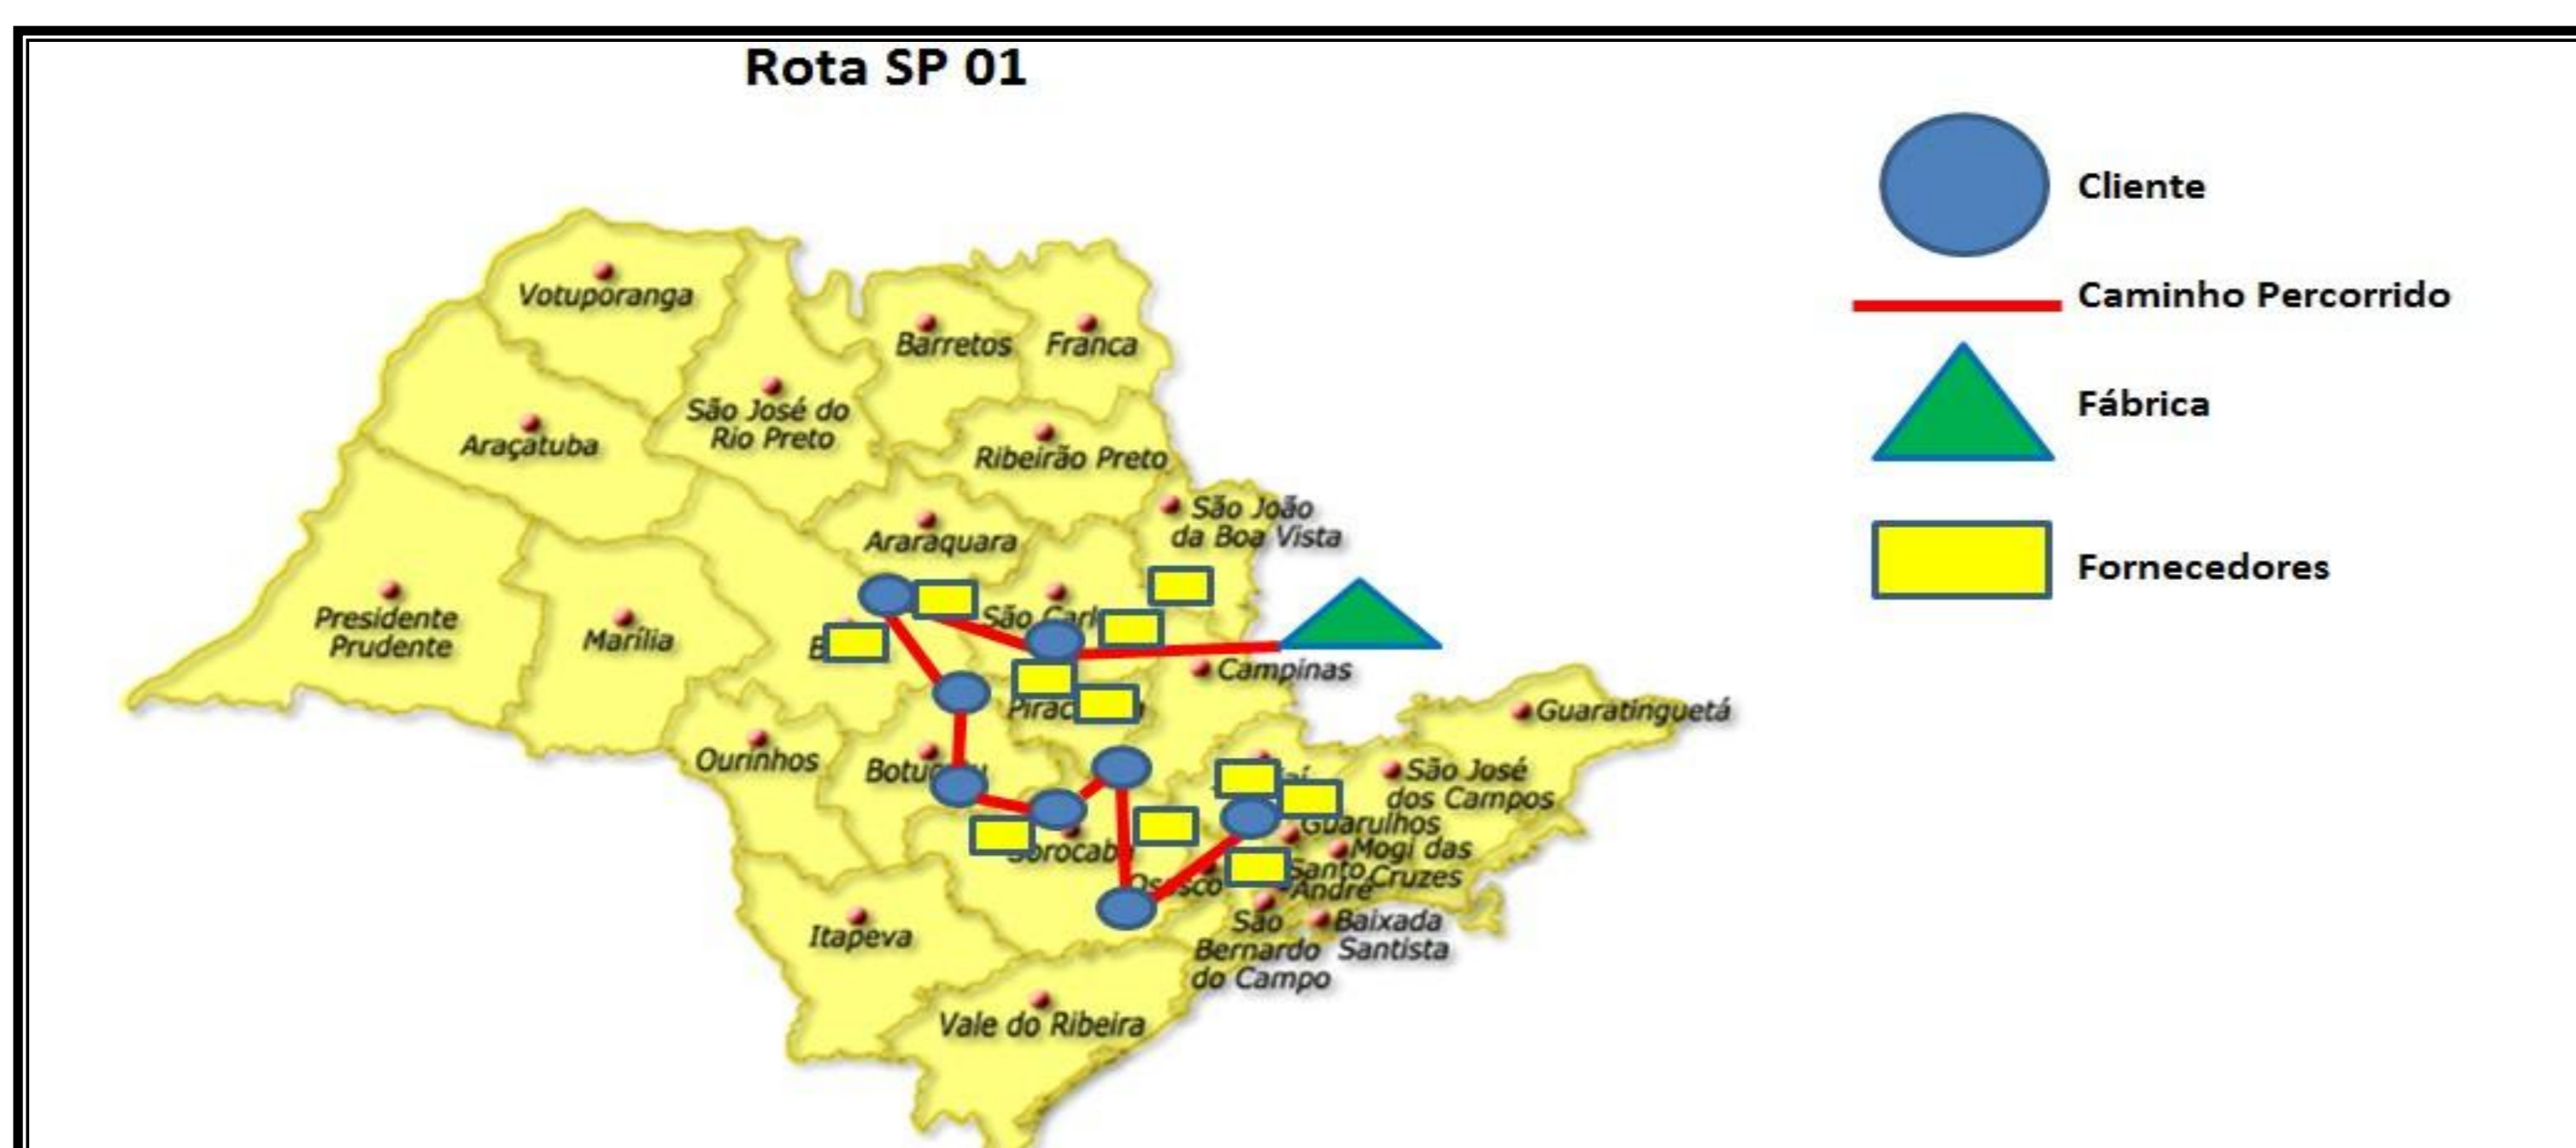 Rota SP 01
Cliente
Caminho Percorrido
Fábrica
Fornecedores
Votuporanga
Barretos
Franca
São José do
Rio Preto
Araçatuba
Ribeirão Preto
São João
da Boa Vista
Araraquara
Presidente
Prudente
Marília
Campinas
Guaratinguetá
Ourinhos
São José
dos Campos
Guarulhos
Mogi das
Cruzes
Santo
André
Osasco
Itapeva
São
Bernardo
do Campo
Baixada
Santista
Vale do Ribeira